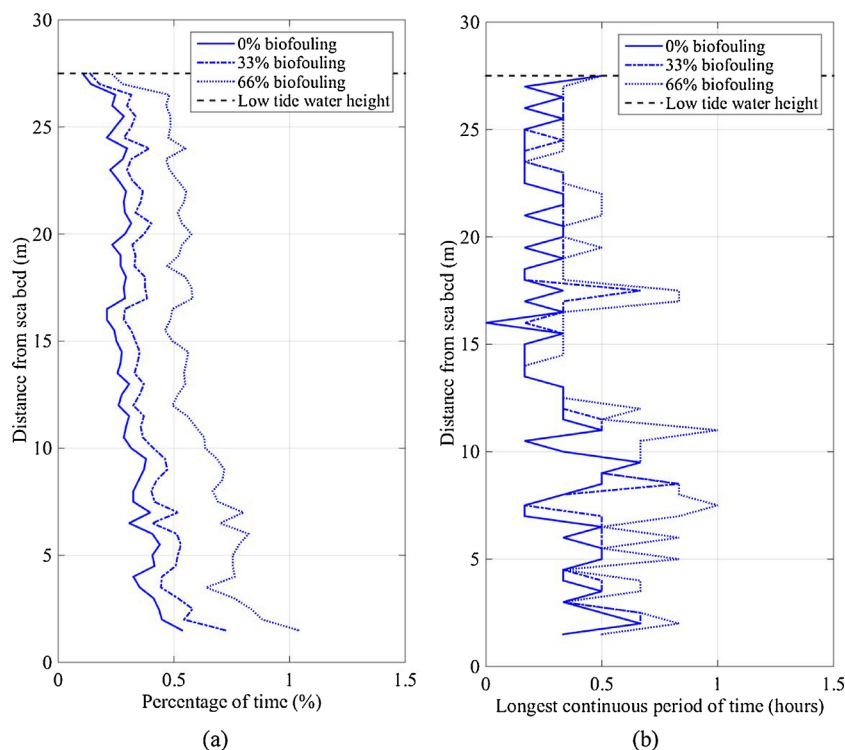 30
25
20
15
10
5
0
Distance from sea bed (m)
0% biofouling
33% biofouling
66% biofouling
Low tide water height
0
0.5
1
1.5
Percentage of time (%)
(a)
30
25
20
15
10
5
0
Distance from sea bed (m)
0% biofouling
33% biofouling
66% biofouling
Low tide water height
0
0.5
1
1.5
Longest continuous period of time (hours)
(b)